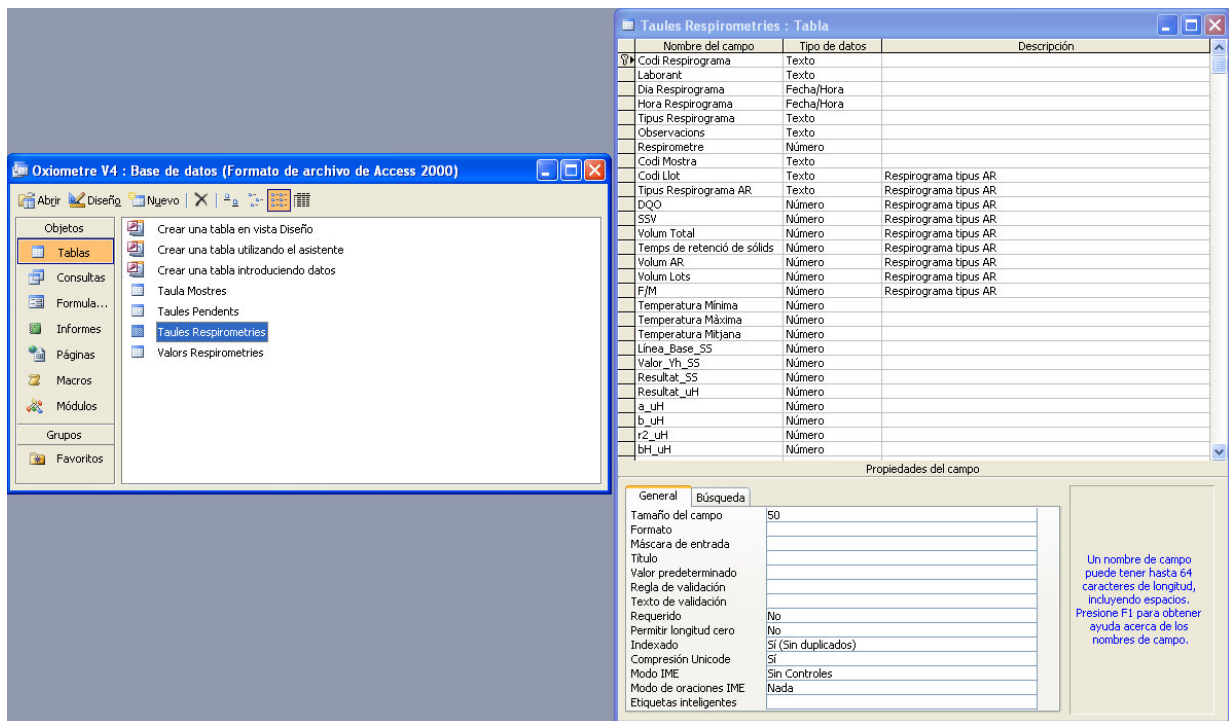 Oxiometre V4 : Base de datos (Formato de archivo de Access 2000)
Abrir Diseño Nuevo
Objetos
Tablas
Consultas
Formula...
Informes
Páginas
Macros
Módulos
Grupos
Favoritos
Crear una tabla en vista Diseño
Crear una tabla utilizando el asistente
Crear una tabla introduciendo datos
Taula Mostres
Taules Pendents
Taules Respirometries
Valors Respirometries
Taules Respirometries : Tabla
Nombre del campo Tipo de datos Descripción
Codi Respirograma Texto
Laborant Texto
Dia Respirograma Fecha/Hora
Hora Respirograma Fecha/Hora
Tipus Respirograma Texto
Observacions Texto
Respirometre Número
Codi Mostra Texto
Codi Llot Texto Respirograma tipus AR
Tipus Respirograma AR Texto Respirograma tipus AR
DQO Número Respirograma tipus AR
SSV Número Respirograma tipus AR
Volum Total Número Respirograma tipus AR
Temps de retenció de sólids Número Respirograma tipus AR
Volum AR Número Respirograma tipus AR
Volum Lots Número Respirograma tipus AR
F/M Número Respirograma tipus AR
Temperatura Mínima Número
Temperatura Màxima Número
Temperatura Mitjana Número
Línea_Base_SS Número
Valor_Yh_SS Número
Resultat_SS Número
Resultat_uH Número
a_uH Número
b_uH Número
r2_uH Número
bH_uH Número
Propiedades del campo
General Búsqueda
Tamaño del campo 50
Formato
Máscara de entrada
Título
Valor predeterminado
Regla de validación
Texto de validación
Requerido No
Permitir longitud cero No
Indexado Sí (Sin duplicados)
Compresión Unicode Sí
Modo IME Sin Controles
Modo de oraciones IME Nada
Etiquetas inteligentes
Un nombre de campo
puede tener hasta 64
caracteres de longitud,
incluyendo espacios.
Presione F1 para obtener
ayuda acerca de los
nombres de campo.